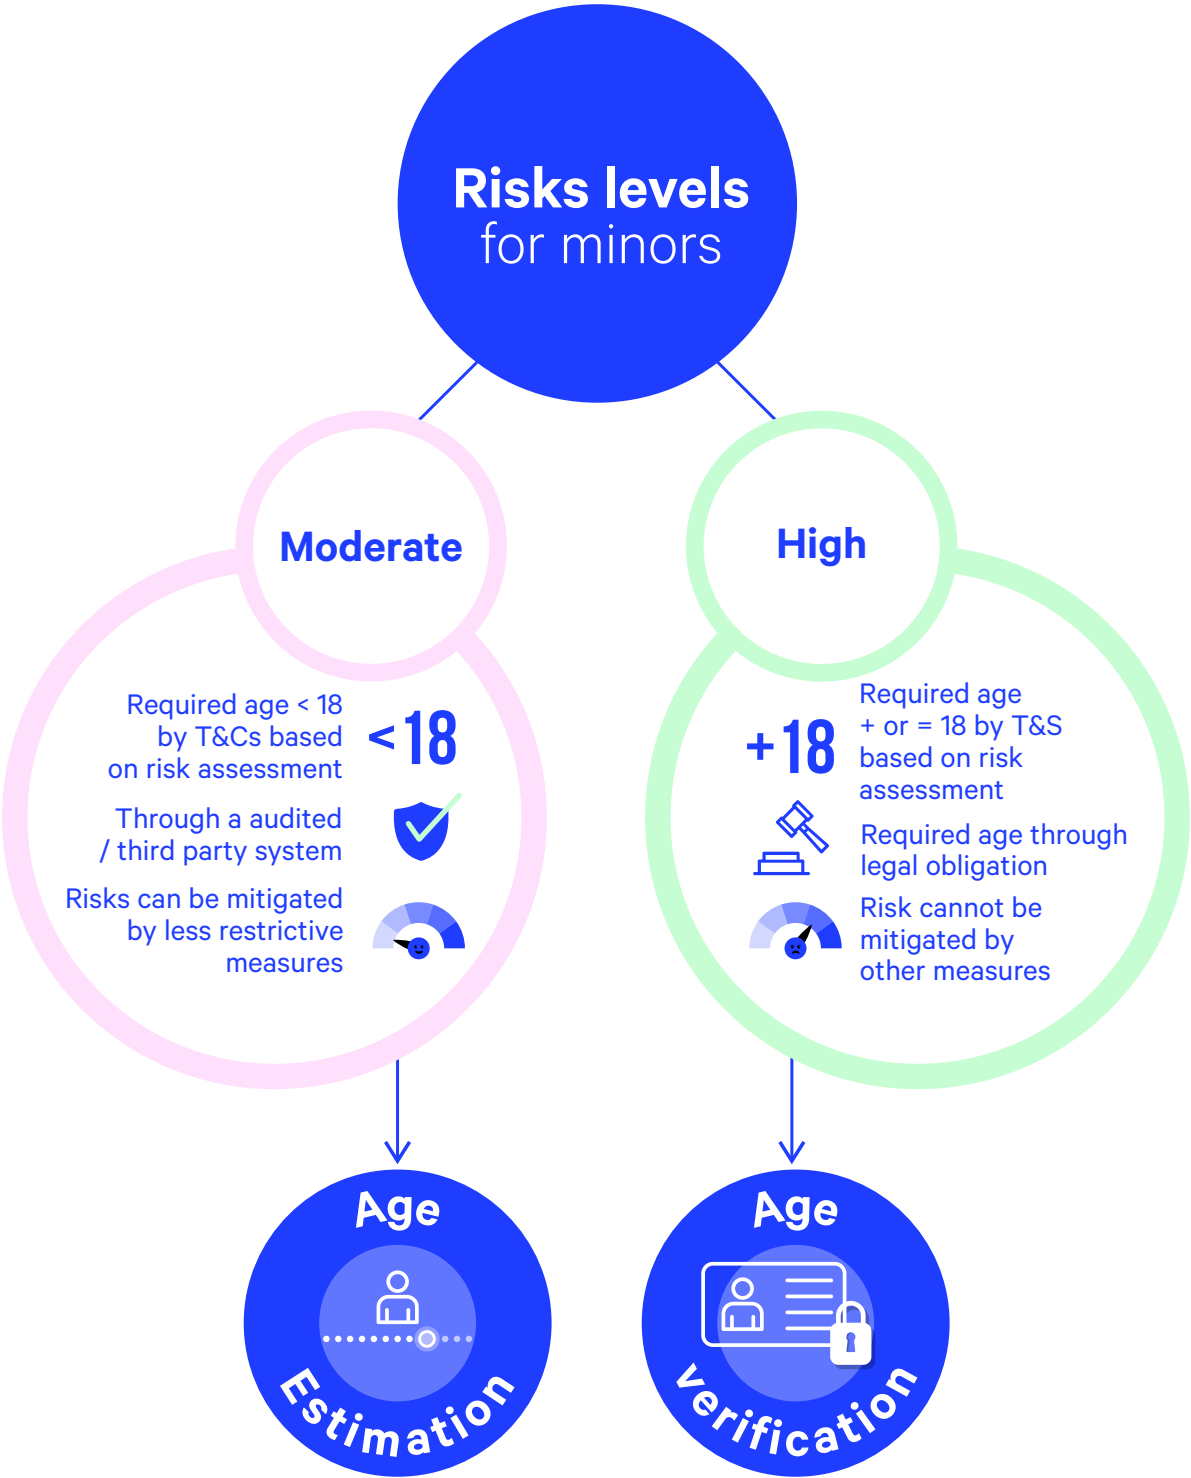 Risks levels
for minors
Moderate
Required age < 18
by T&Cs based
on risk assessment
<18
Through a audited
/ third party system
Risks can be mitigated
by less restrictive
measures
High
+18
Required age
+ or = 18 by T&S
based on risk
assessment
Required age through
legal obligation
Risk cannot be
mitigated by
other measures
Age
Estimation
Age
verification